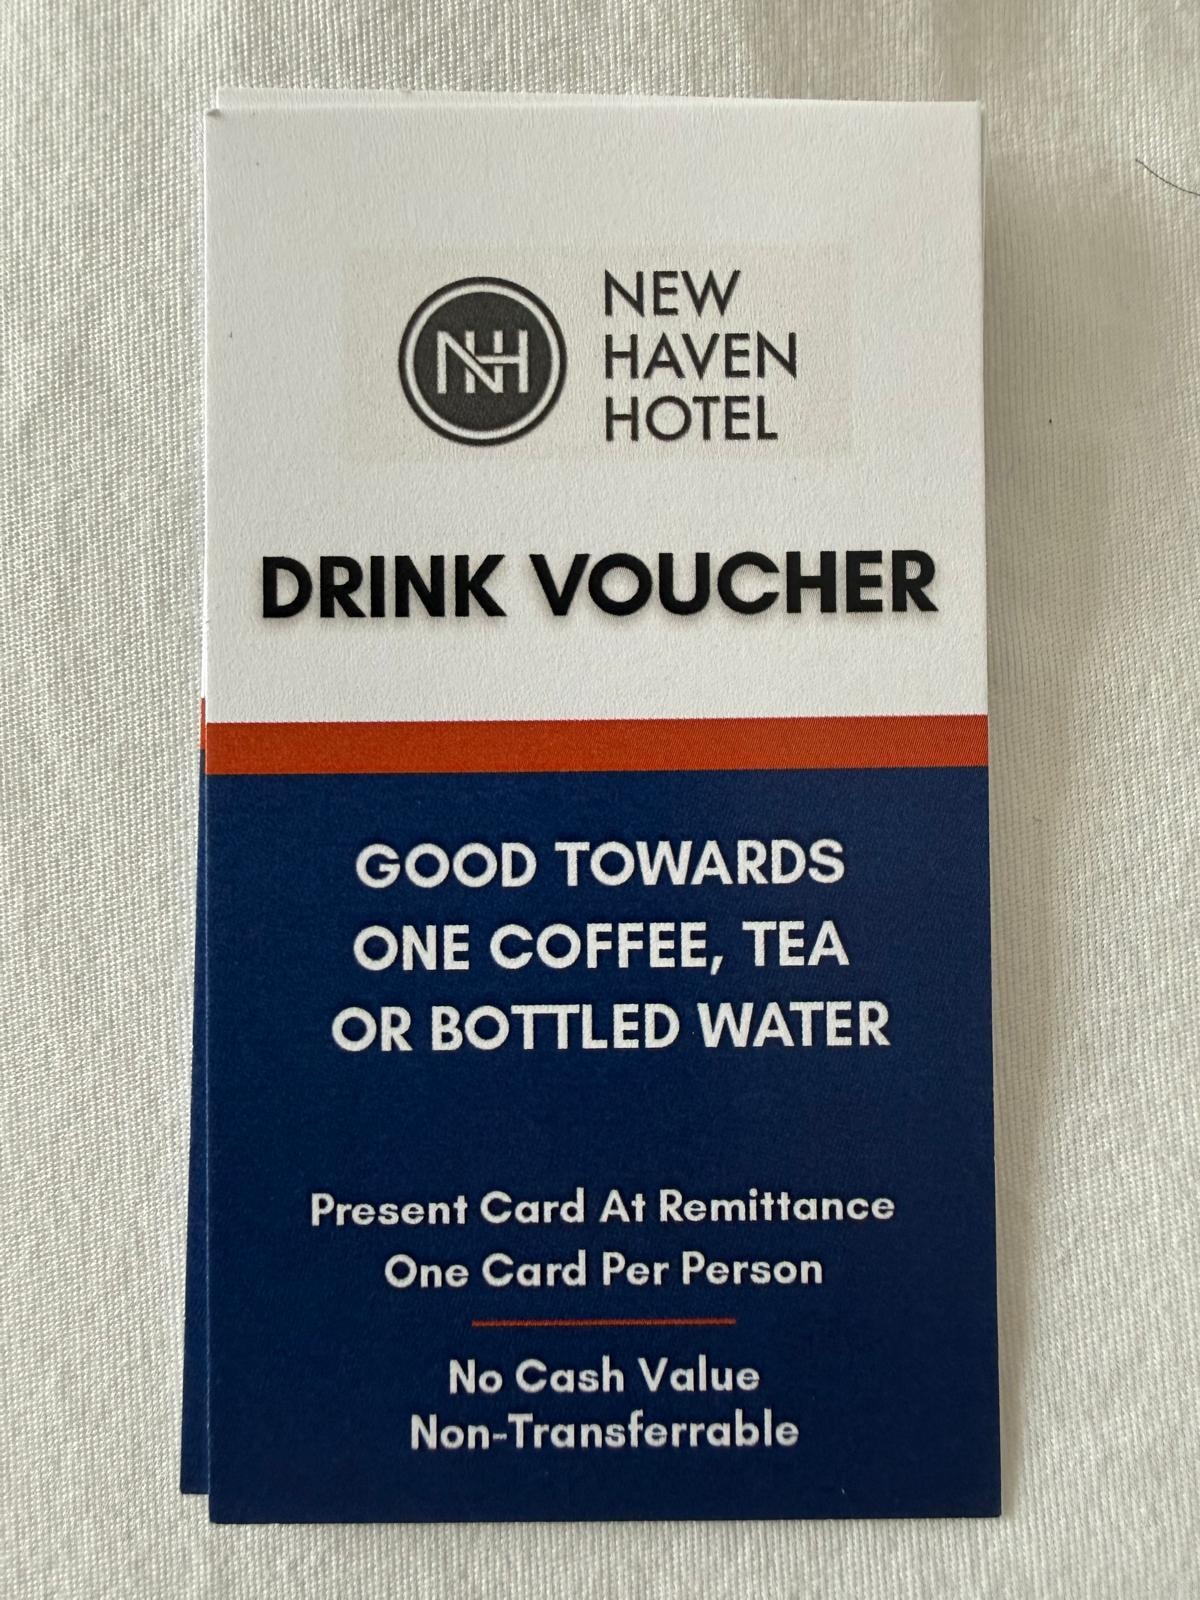 NH
NEW
HAVEN
HOTEL
DRINK VOUCHER
GOOD TOWARDS
ONE COFFEE, TEA
OR BOTTLED WATER
Present Card At Remittance
One Card Per Person
No Cash Value
Non-Transferrable